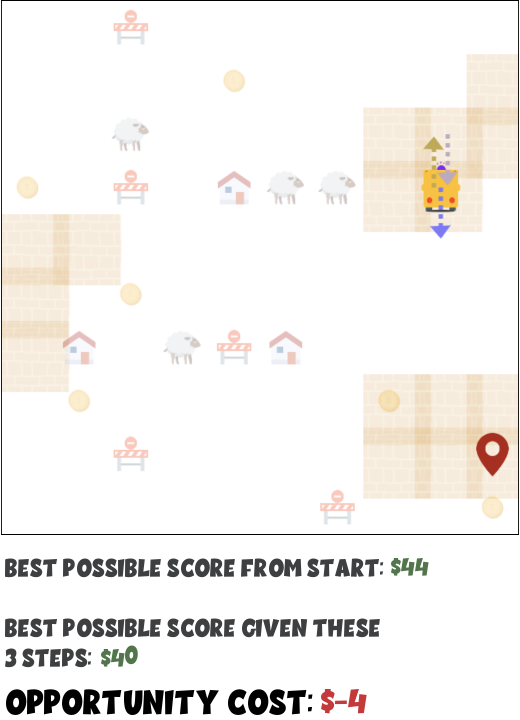 BEST POSSIBLE SCORE FROM START: $44
BEST POSSIBLE SCORE GIVEN THESE
3 STEPS: $40
OPPORTUNITY COST: $-4